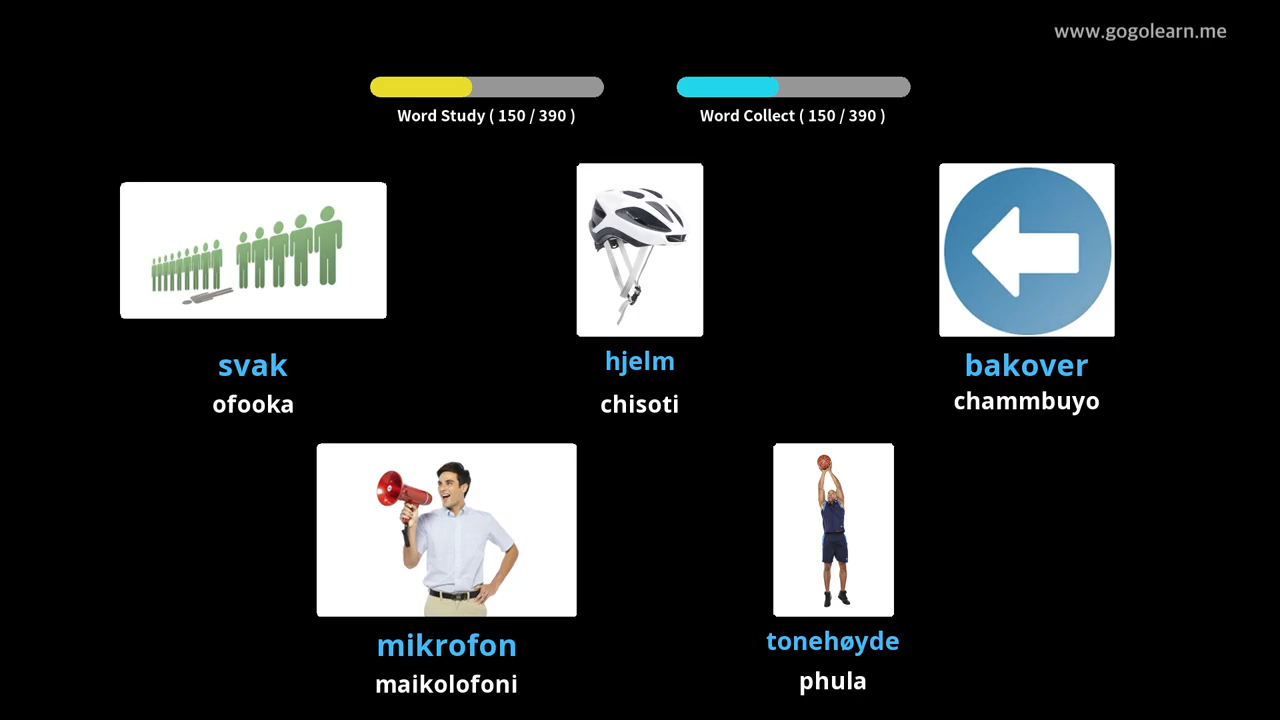 www.gogolearn.me
Word Study ( 150 / 390 )
Word Collect ( 150 / 390 )
svak
ofooka
hjelm
chisoti
bakover
chammbuyo
mikrofon
maikolofoni
tonehøyde
phula